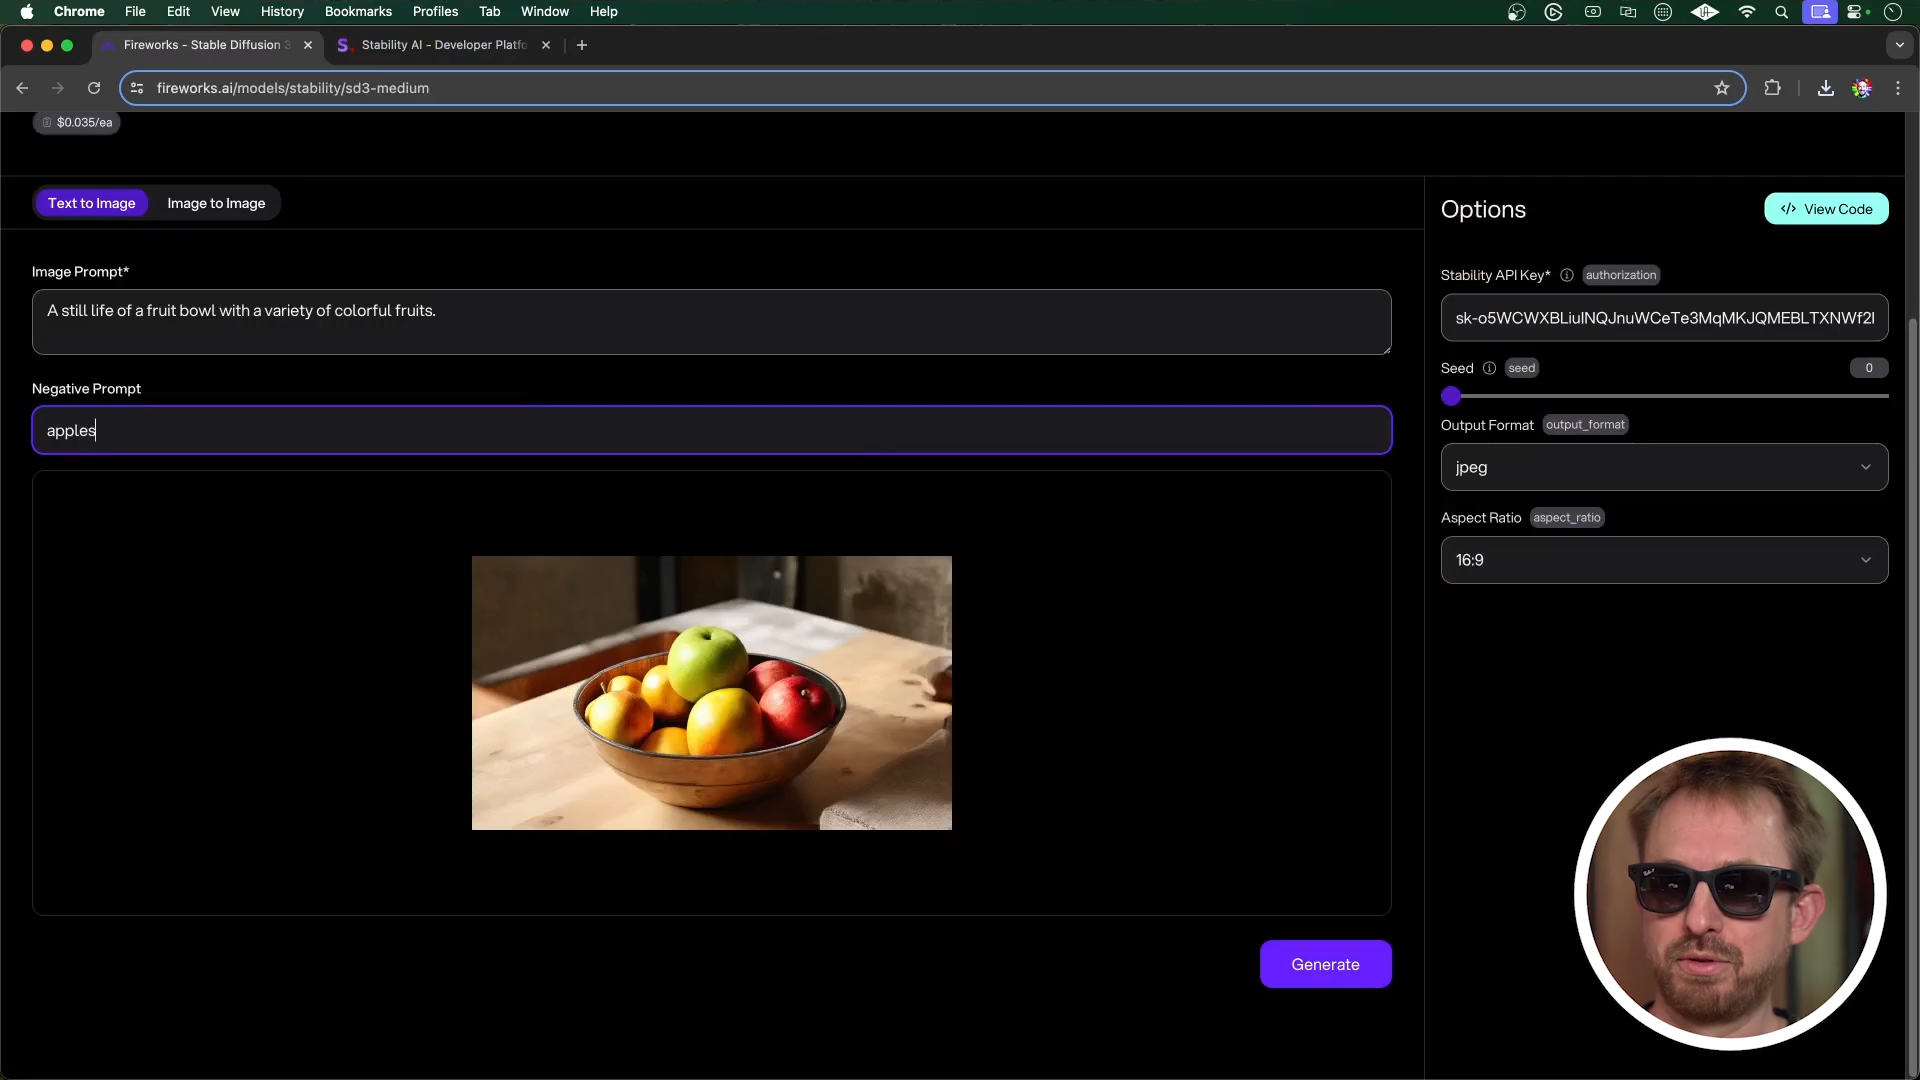 Chrome File Edit View History Bookmarks Profiles Tab Window Help
Fireworks - Stable Diffusion 3
S. Stability AI - Developer Platfo
fireworks.ai/models/stability/sd3-medium
$0.035/ea
Text to Image Image to Image
Options
</> View Code
Image Prompt*
A still life of a fruit bowl with a variety of colorful fruits.
Negative Prompt
apples
Generate
Stability API Key* authorization
Seed seed 0
Output Format output_format
jpeg
Aspect Ratio aspect_ratio
16:9